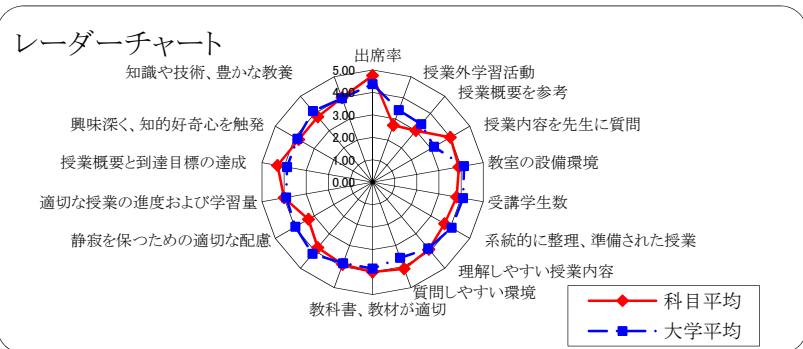 レーダーチャート
出席率
授業外学習活動
授業概要を参考
授業内容を先生に質問
教室の設備環境
受講学生数
系統的に整理、準備された授業
理解しやすい授業内容
質問しやすい環境
教科書、教材が適切
静寂を保つための適切な配慮
適切な授業の進度および学習量
授業概要と到達目標の達成
興味深く、知的好奇心を触発
知識や技術、豊かな教養
5.00
4.00
3.00
2.00
1.00
0.00
科目平均
大学平均